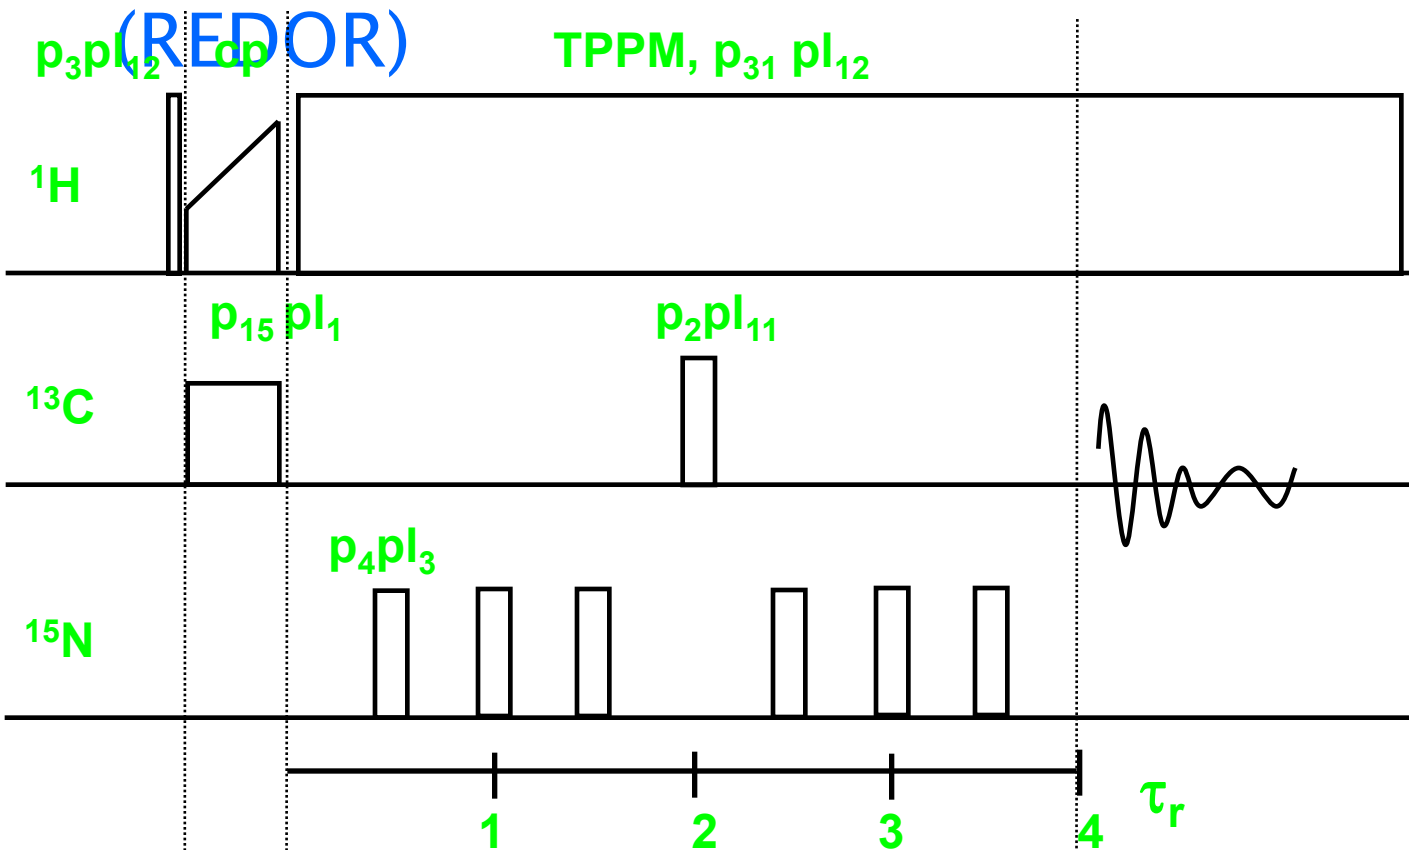 (REDOR)
p3pl12 cp TPPM, p31 pl12
1H
p15 pl1 p2pl11
13C
p4pl3
15N
τr
1 2 3 4